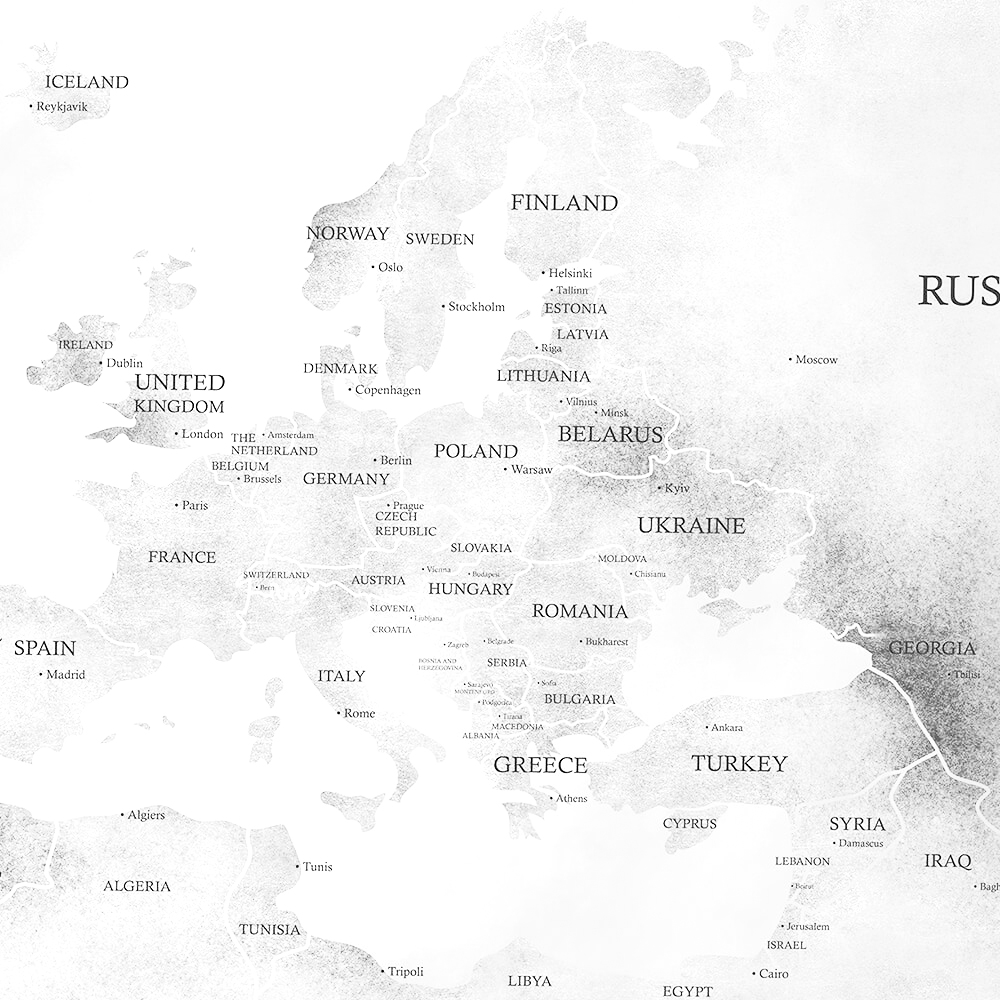 ICELAND
• Reykjavik
FINLAND
NORWAY
SWEDEN
• Oslo
• Helsinki
• Tallinn
RUS
• Stockholm
ESTONIA
LATVIA
IRELAND
• Riga
• Dublin
• Moscow
DENMARK
LITHUANIA
UNITED
KINGDOM
• Copenhagen
• Vilnius
• Minsk
• London
THE
NETHERLAND
• Amsterdam
BELARUS
POLAND
BELGIUM
• Brussels
• Berlin
GERMANY
• Warsaw
• Kyiv
• Paris
• Prague
CZECH
REPUBLIC
UKRAINE
FRANCE
SLOVAKIA
MOLDOVA
SWITZERLAND
• Bern
AUSTRIA
• Vienna
• Budapest
• Chisianu
HUNGARY
SLOVENIA
• Ljubljana
ROMANIA
CROATIA
SPAIN
• Zagreb
• Belgrade
• Bukharest
GEORGIA
BOSNIA AND
HERZEGOVINA
SERBIA
• Madrid
ITALY
• Tbilisi
• Sarajevo
• Sofia
MONTENEGRO
• Podgorica
BULGARIA
• Rome
• Tirana
MACEDONIA
• Ankara
ALBANIA
GREECE
TURKEY
• Athens
• Algiers
CYPRUS
SYRIA
• Damascus
• Tunis
LEBANON
IRAQ
ALGERIA
• Beirut
• Bagh
TUNISIA
• Jerusalem
ISRAEL
• Tripoli
• Cairo
LIBYA
EGYPT